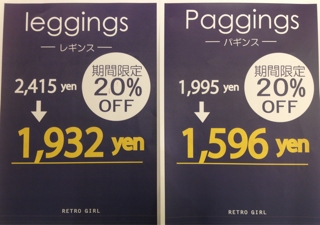 leggings
レギンス
期間限定
20%
OFF
2,415 yen
1,932 yen
RETRO GIRL
Paggings
パギンス
期間限定
20%
OFF
1,995 yen
1,596 yen
RETRO GIRL